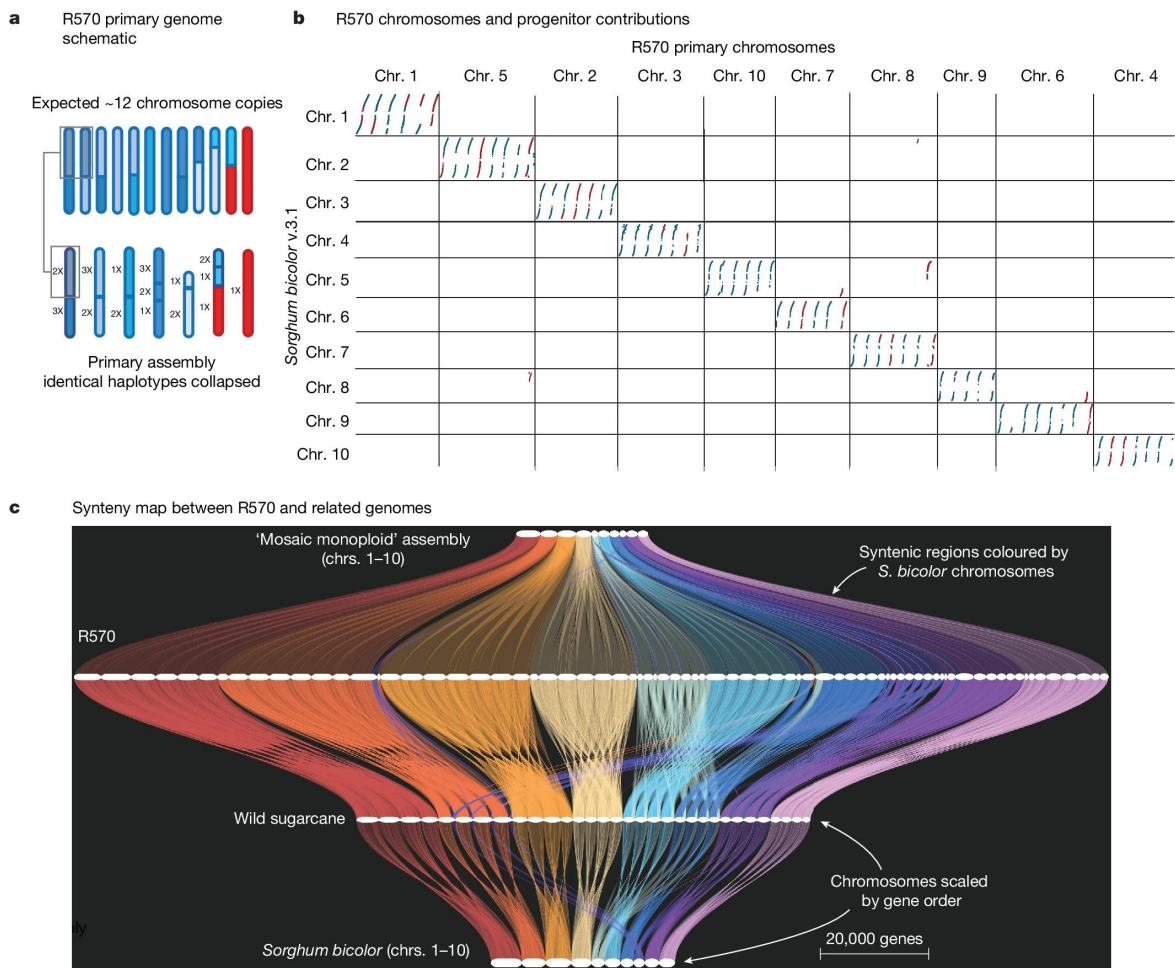 a R570 primary genome
schematic
Expected ~12 chromosome copies
2X 3X 1X 3X 1X 2X
2X 1X 1X
3X 2X 2X 1X 2X 1X
Primary assembly
identical haplotypes collapsed
b R570 chromosomes and progenitor contributions
R570 primary chromosomes
Chr. 1 Chr. 5 Chr. 2 Chr. 3 Chr. 10 Chr. 7 Chr. 8 Chr. 9 Chr. 6 Chr. 4
Sorghum bicolor v.3.1
Chr. 1
Chr. 2
Chr. 3
Chr. 4
Chr. 5
Chr. 6
Chr. 7
Chr. 8
Chr. 9
Chr. 10
c Synteny map between R570 and related genomes
'Mosaic monoploid' assembly
(chrs. 1–10)
Syntenic regions coloured by
S. bicolor chromosomes
R570
Wild sugarcane
Chromosomes scaled
by gene order
20,000 genes
Sorghum bicolor (chrs. 1–10)